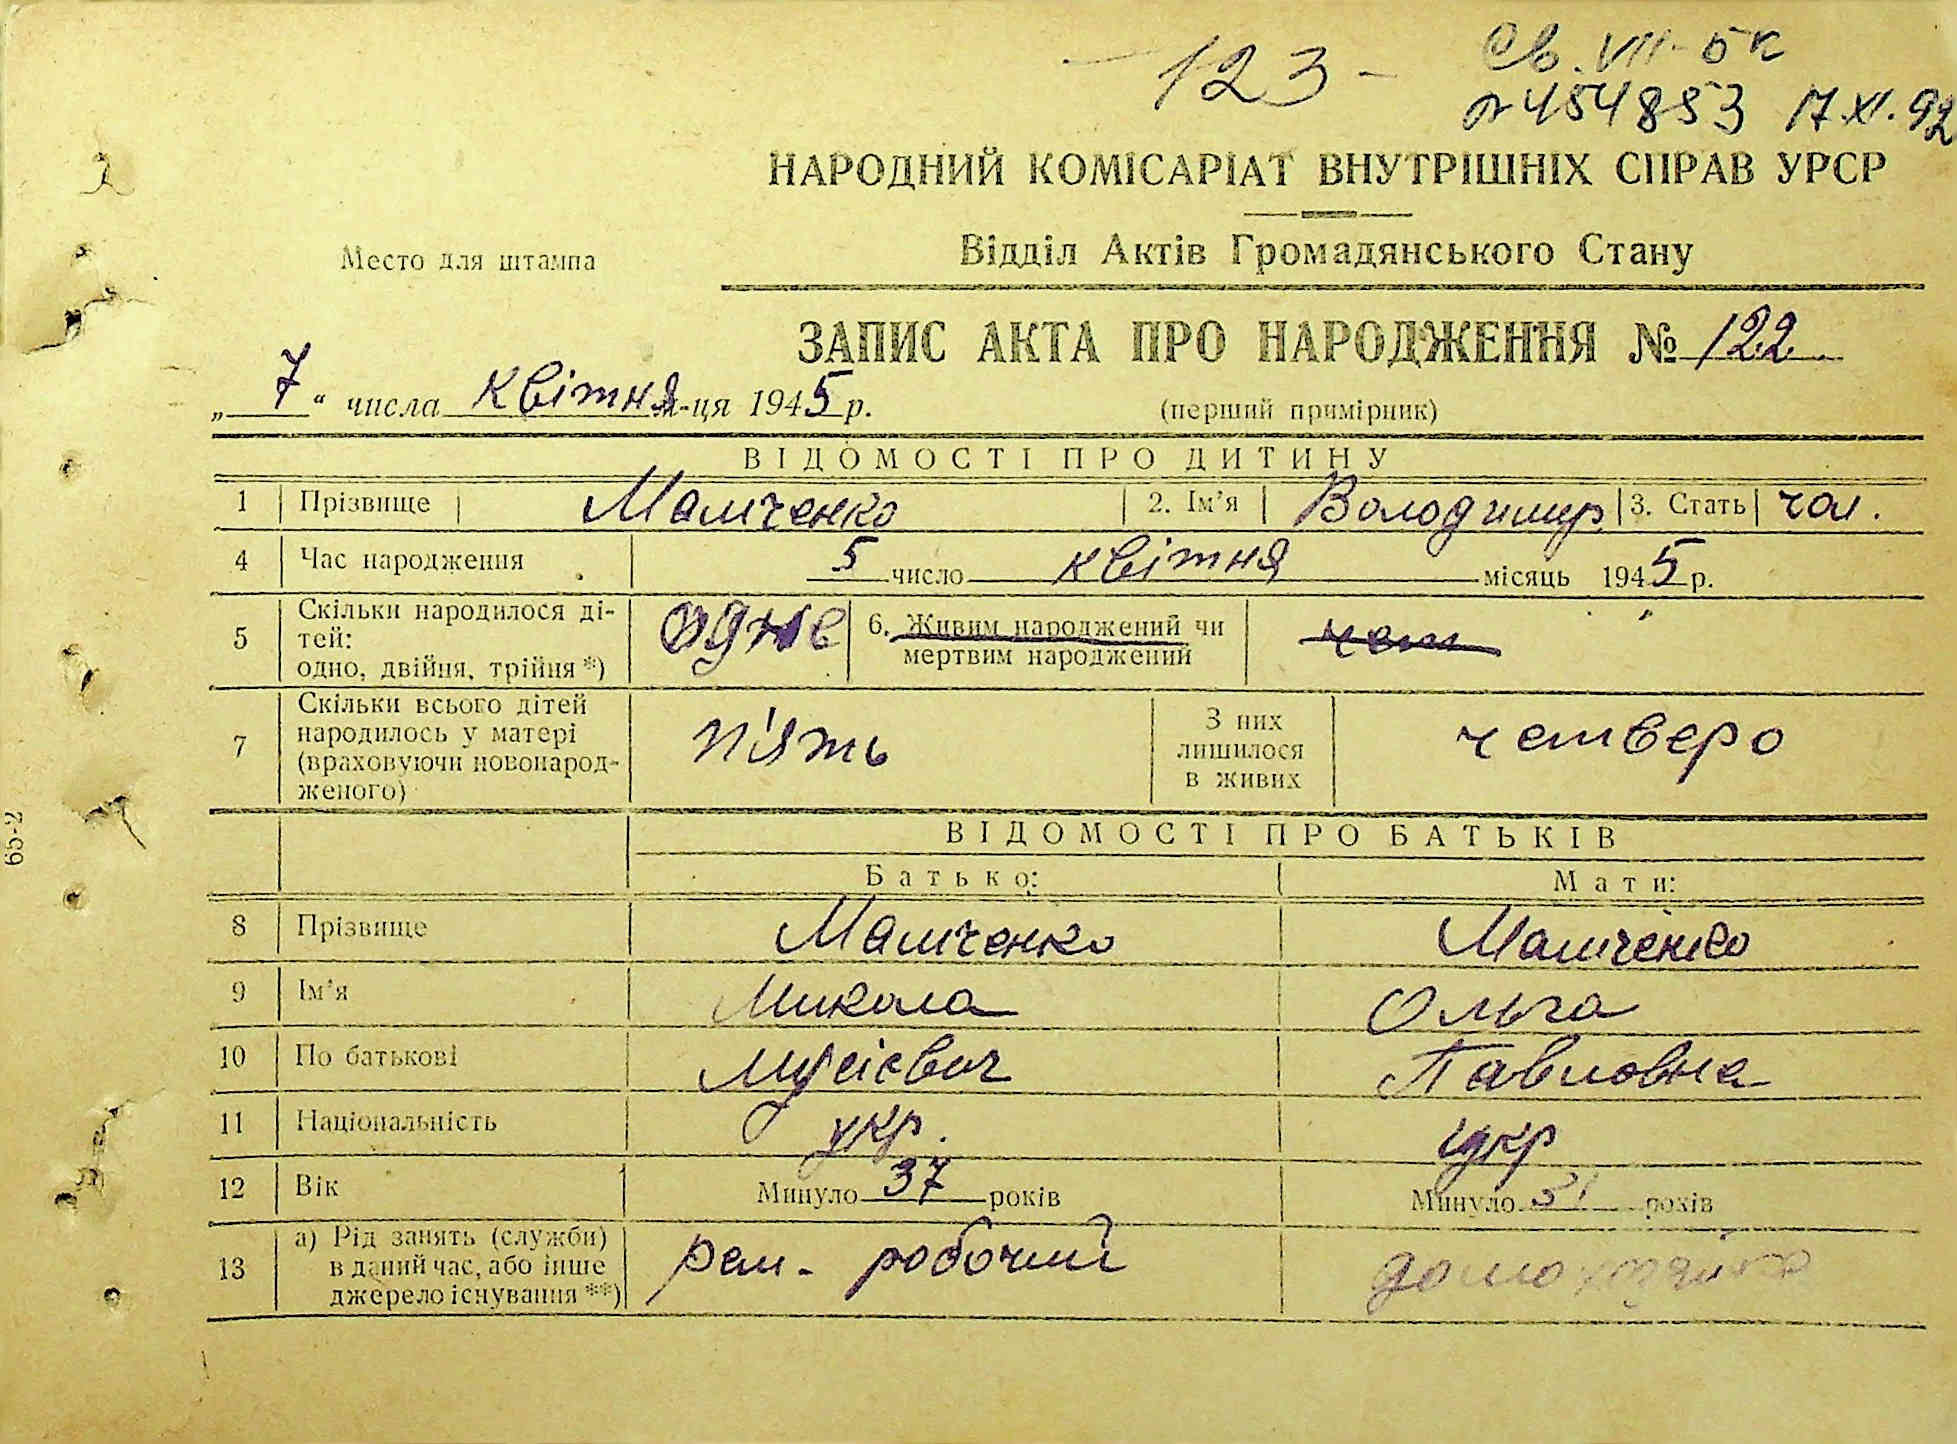 - 123 -
Св. VII-БК
№ 454853 17.XI.92
НАРОДНИЙ КОМІСАРІАТ ВНУТРІШНІХ СПРАВ УРСР
Место для штампа
Відділ Актів Громадянського Стану
ЗАПИС АКТА ПРО НАРОДЖЕННЯ № 122
„ 7 “ числа квітня м-ця 1945 р.
(перший примірник)
ВІДОМОСТІ ПРО ДИТИНУ
1 Прізвище Мамченко 2. Ім’я Володимир 3. Стать чол.
4 Час народження 5 число квітня місяць 1945 р.
5 Скільки народилося ді-
тей:
одно, двійня, трійня *) одне
6. Живим народжений чи
мертвим народжений
7 Скільки всього дітей
народилось у матері
(враховуючи новонарод-
женого) п'ять
З них
лишилося
в живих четверо
ВІДОМОСТІ ПРО БАТЬКІВ
Батько: Мати:
8 Прізвище Мамченко Мамченко
9 Ім’я Микола Ольга
10 По батькові Мусієвич Павловна
11 Національність укр. укр
12 Вік Минуло 37 років Минуло 31 років
13 а) Рід занять (служби)
в даний час, або інше
джерело існування **) рем. робочий домохозяйка
65-2